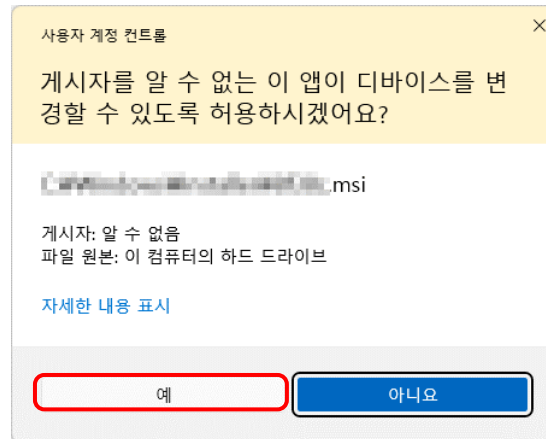 사용자 계정 컨트롤
게시자를 알 수 없는 이 앱이 디바이스를 변
경할 수 있도록 허용하시겠어요?
.msi
게시자: 알 수 없음
파일 원본: 이 컴퓨터의 하드 드라이브
자세한 내용 표시
예
아니요